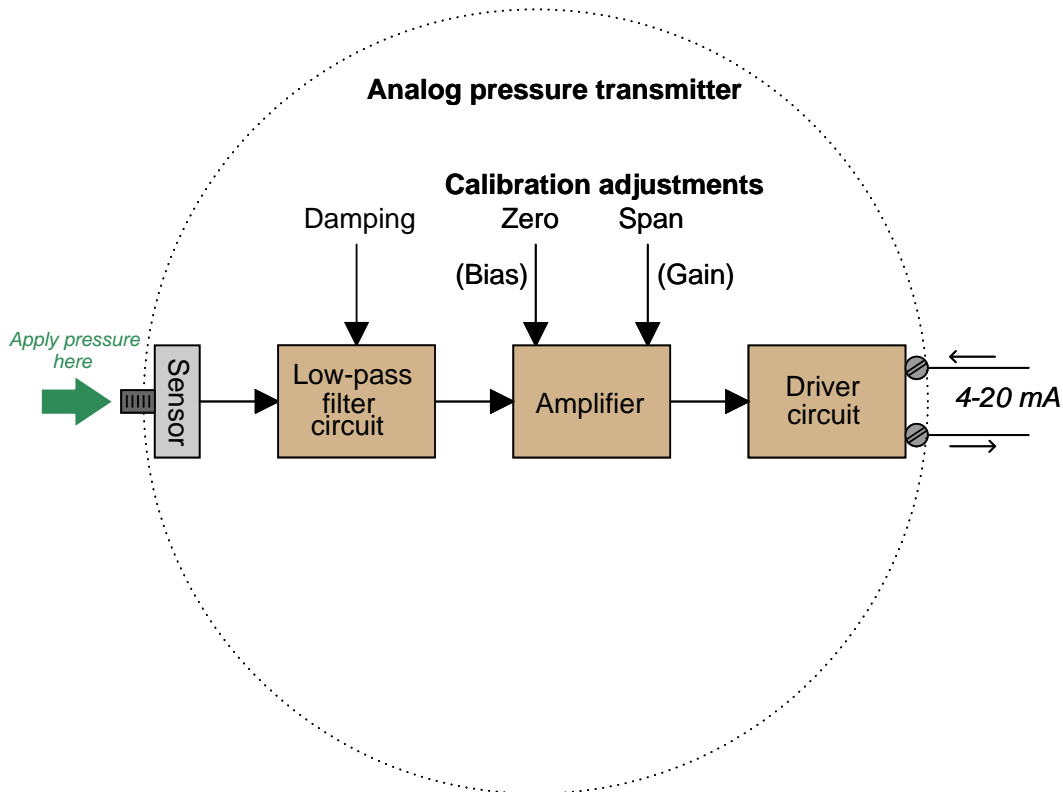 Analog pressure transmitter
Calibration adjustments
Damping
Zero
Span
(Bias)
(Gain)
Apply pressure
here
Sensor
Low-pass
filter
circuit
Amplifier
Driver
circuit
4-20 mA